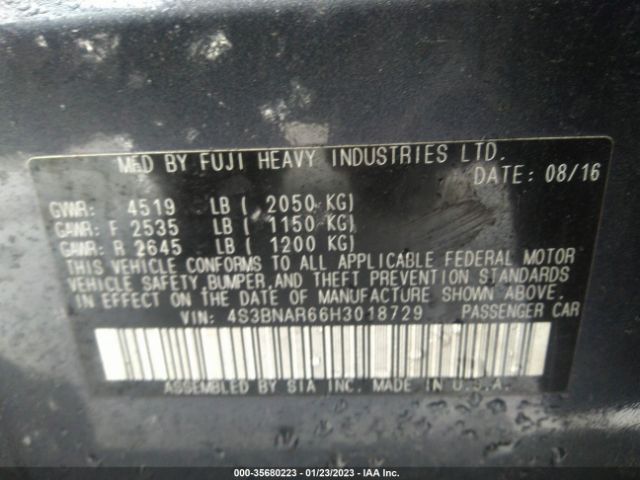 MFD BY FUJI HEAVY INDUSTRIES LTD.
DATE: 08/16
GVWR: 4519 LB ( 2050 KG)
GAWR: F 2535 LB ( 1150 KG)
GAWR: R 2645 LB ( 1200 KG)
THIS VEHICLE CONFORMS TO ALL APPLICABLE FEDERAL MOTOR
VEHICLE SAFETY, BUMPER, AND THEFT PREVENTION STANDARDS
IN EFFECT ON THE DATE OF MANUFACTURE SHOWN ABOVE.
VIN: 4S3BNAR66H3018729 PASSENGER CAR
ASSEMBLED BY SIA INC. MADE IN U.S.A.
000-35680223 - 01/23/2023 - IAA Inc.